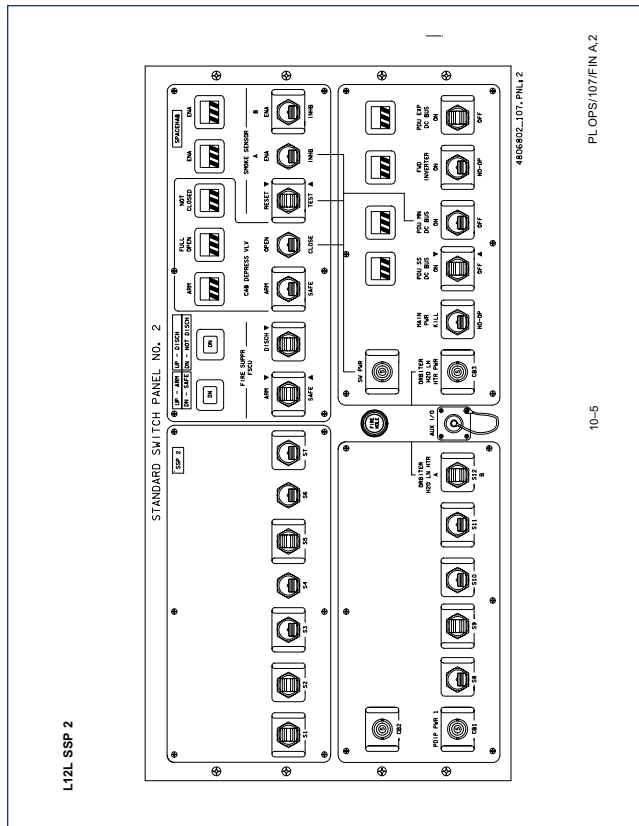 L12L SSP 2
STANDARD SWITCH PANEL NO. 2
SSP 2
S1
S2
S3
S4
S5
S6
S7
UP - ARM
DN - SAFE
UP - DISCH
DN - NOT DISCH
DN
DN
FIRE SUPPR
FSCU
ARM
SAFE
DISCH
ARM
FULL
OPEN
NOT
CLOSED
CAB DEPRESS VLV
ARM
SAFE
OPEN
CLOSE
SPACEHAB
ENA
ENA
SMOKE SENSOR
A
B
RESET
TEST
ENA
INHB
ENA
INHB
CB2
PDIP PWR 1
CB1
S8
S9
S10
S11
ORBITER
H2O LN HTR
A
S12
B
FIRE
HOLE
AUX I/O
SW PWR
ORBITER
H2O LN
HTR PWR
CB3
MAIN
PWR
KILL
NO-OP
PDU SS
DC BUS
ON
OFF
PDU MN
DC BUS
ON
OFF
FWD
INVERTER
ON
NO-OP
PDU EXP
DC BUS
ON
OFF
4806802_107. PNL; 2
10–5
PL OPS/107/FIN A,2